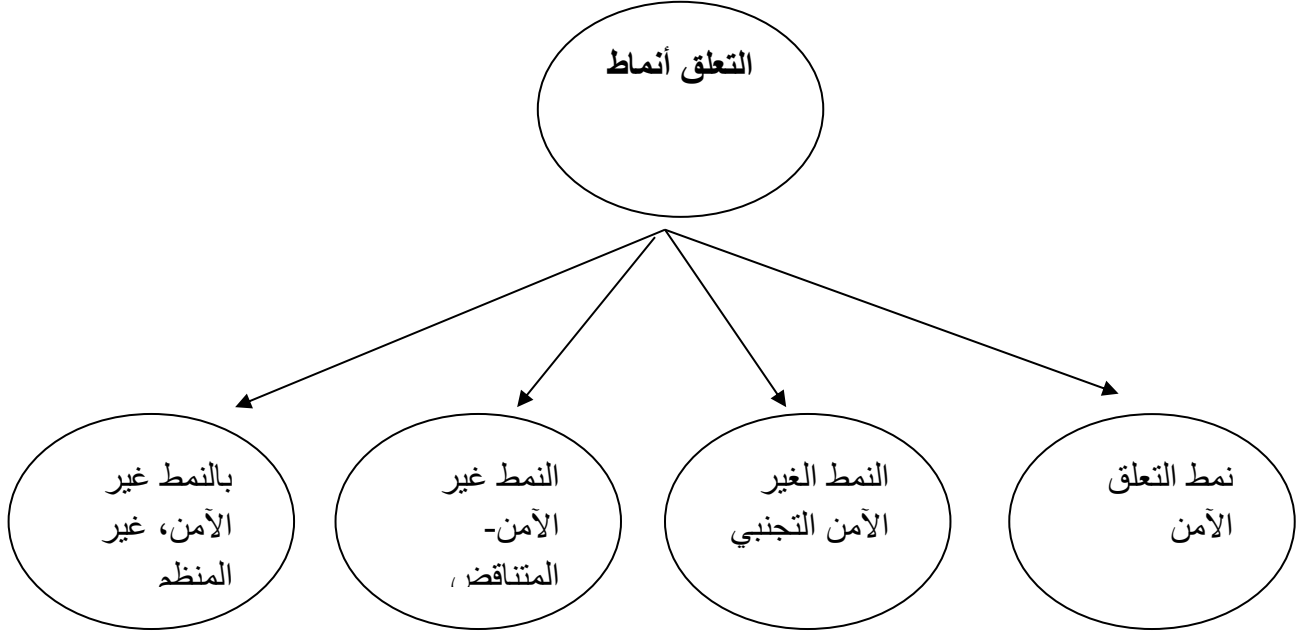 التعلق أنماط
نمط التعلق
الآمن
النمط الغير
الآمن التجنبي
النمط غير
الآمن-
المتناقض
بالنمط غير
الآمن، غير
المنظم